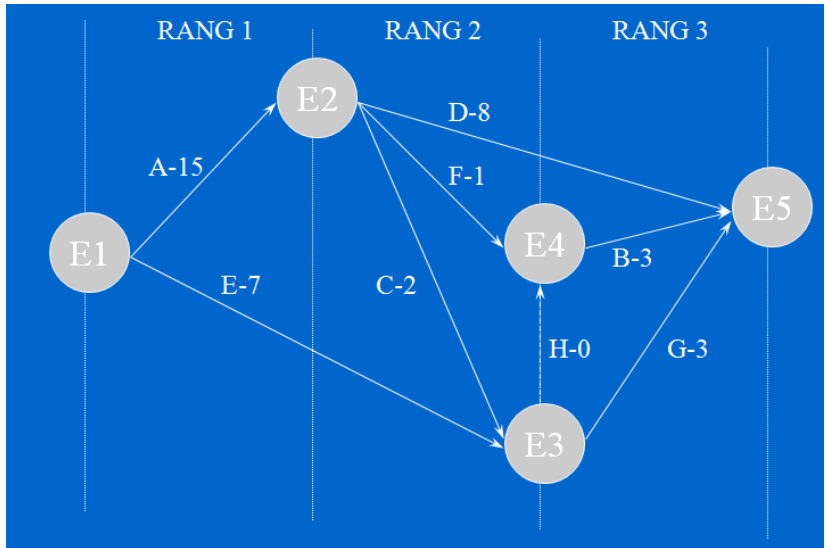 RANG 1
RANG 2
RANG 3
E2
D-8
A-15
F-1
E5
E1
E4
B-3
E-7
C-2
H-0
G-3
E3